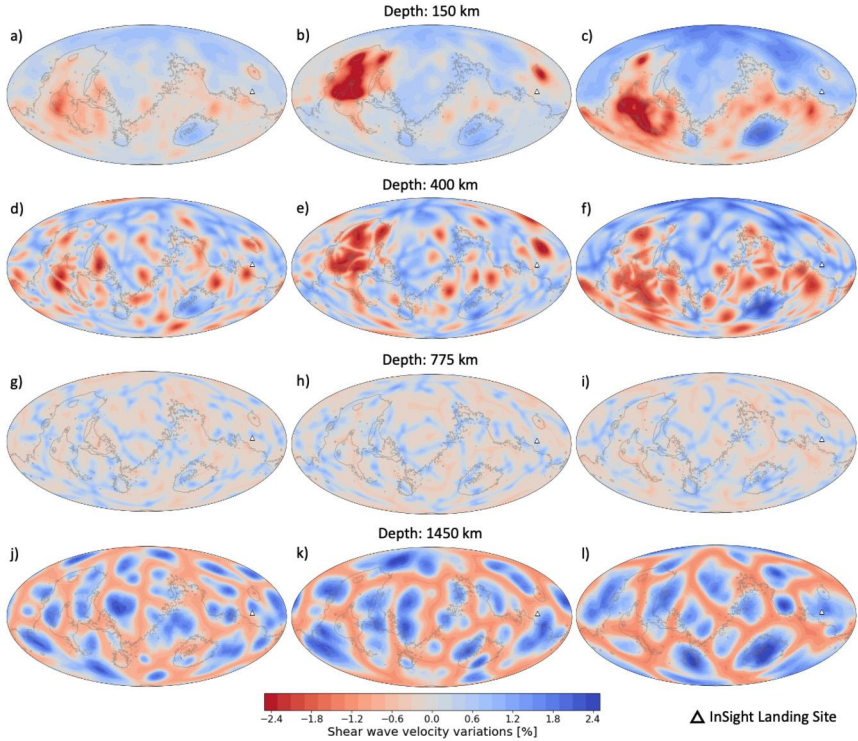 Depth: 150 km
a) b) c)
Depth: 400 km
d) e) f)
Depth: 775 km
g) h) i)
Depth: 1450 km
j) k) l)
−2.4 −1.8 −1.2 −0.6 0.0 0.6 1.2 1.8 2.4
Shear wave velocity variations [%]
InSight Landing Site